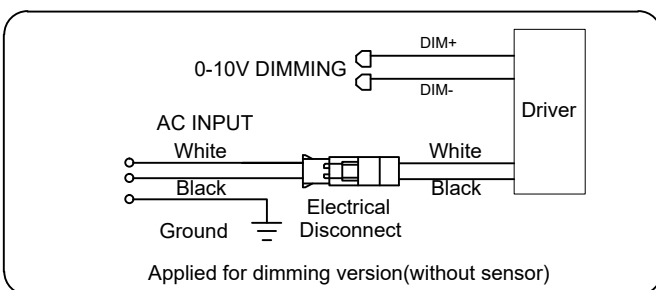 DIM+
0-10V DIMMING
DIM-
Driver
AC INPUT
White
White
Black
Black
Electrical
Disconnect
Ground
Applied for dimming version(without sensor)